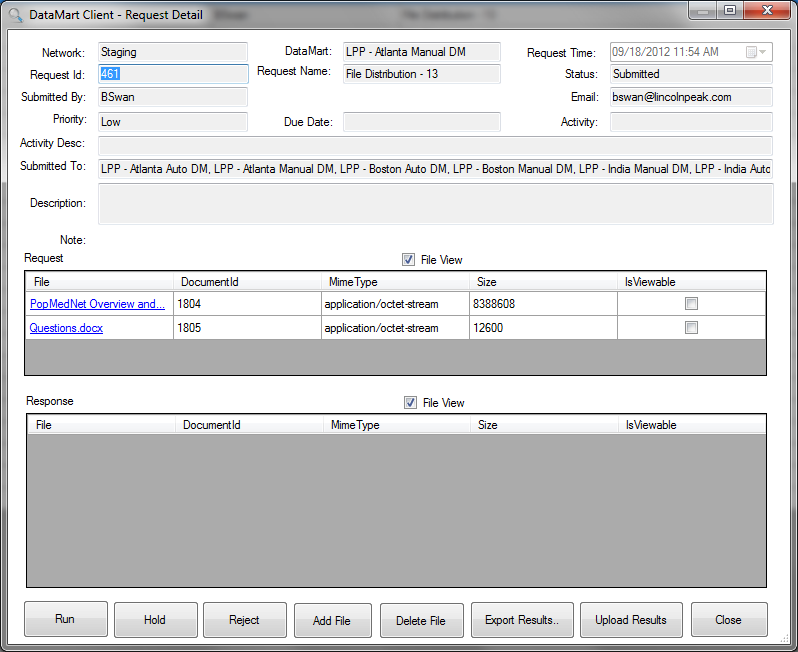 DataMart Client - Request Detail
Network: Staging DataMart: LPP - Atlanta Manual DM Request Time: 09/18/2012 11:54 AM
Request Id: 461 Request Name: File Distribution - 13 Status: Submitted
Submitted By: BSwan Email: bswan@lincolnpeak.com
Priority: Low Due Date: Activity:
Activity Desc:
Submitted To: LPP - Atlanta Auto DM, LPP - Atlanta Manual DM, LPP - Boston Auto DM, LPP - Boston Manual DM, LPP - India Manual DM, LPP - India Auto
Description:
Note:
Request File View
File DocumentId MimeType Size IsViewable
PopMedNet Overview and... 1804 application/octet-stream 8388608
Questions.docx 1805 application/octet-stream 12600
Response File View
File DocumentId MimeType Size IsViewable
Run Hold Reject Add File Delete File Export Results.. Upload Results Close